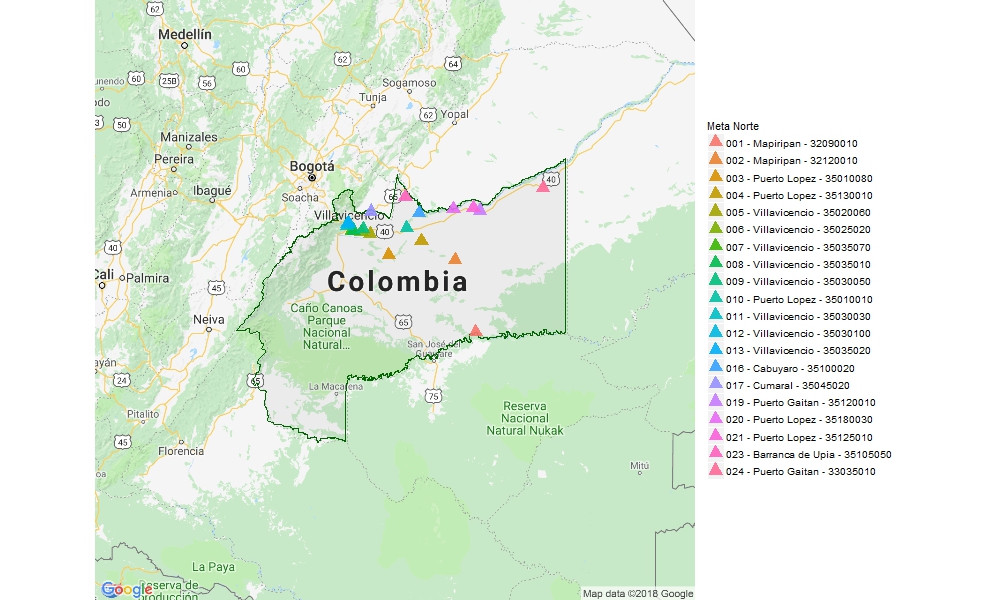 62
Medellín
62
64
unendo
60
25B
56
60
Sogamoso
odo
Tunja
3
50
62
Yopal
Manizales
Pereira
Bogotá
40
Armenia
Ibagué
Soacha
65
Villavicencio
40
40
Cali
Palmira
45
Colombia
Caño Canoas
Parque
Nacional
Natural...
Neiva
65
San José del
Guaviare
ayán
24
65
La Macarena
75
Pitalito
Reserva
Nacional
Natural Nukak
45
Florencia
Mitú
oa
La Paya
Reserva de
Producción
Google
Map data ©2018 Google
Meta Norte
001 - Mapiripan - 32090010
002 - Mapiripan - 32120010
003 - Puerto Lopez - 35010080
004 - Puerto Lopez - 35130010
005 - Villavicencio - 35020060
006 - Villavicencio - 35025020
007 - Villavicencio - 35035070
008 - Villavicencio - 35035010
009 - Villavicencio - 35030050
010 - Puerto Lopez - 35010010
011 - Villavicencio - 35030030
012 - Villavicencio - 35030100
013 - Villavicencio - 35035020
016 - Cabuyaro - 35100020
017 - Cumaral - 35045020
019 - Puerto Gaitan - 35120010
020 - Puerto Lopez - 35180030
021 - Puerto Lopez - 35125010
023 - Barranca de Upia - 35105050
024 - Puerto Gaitan - 33035010